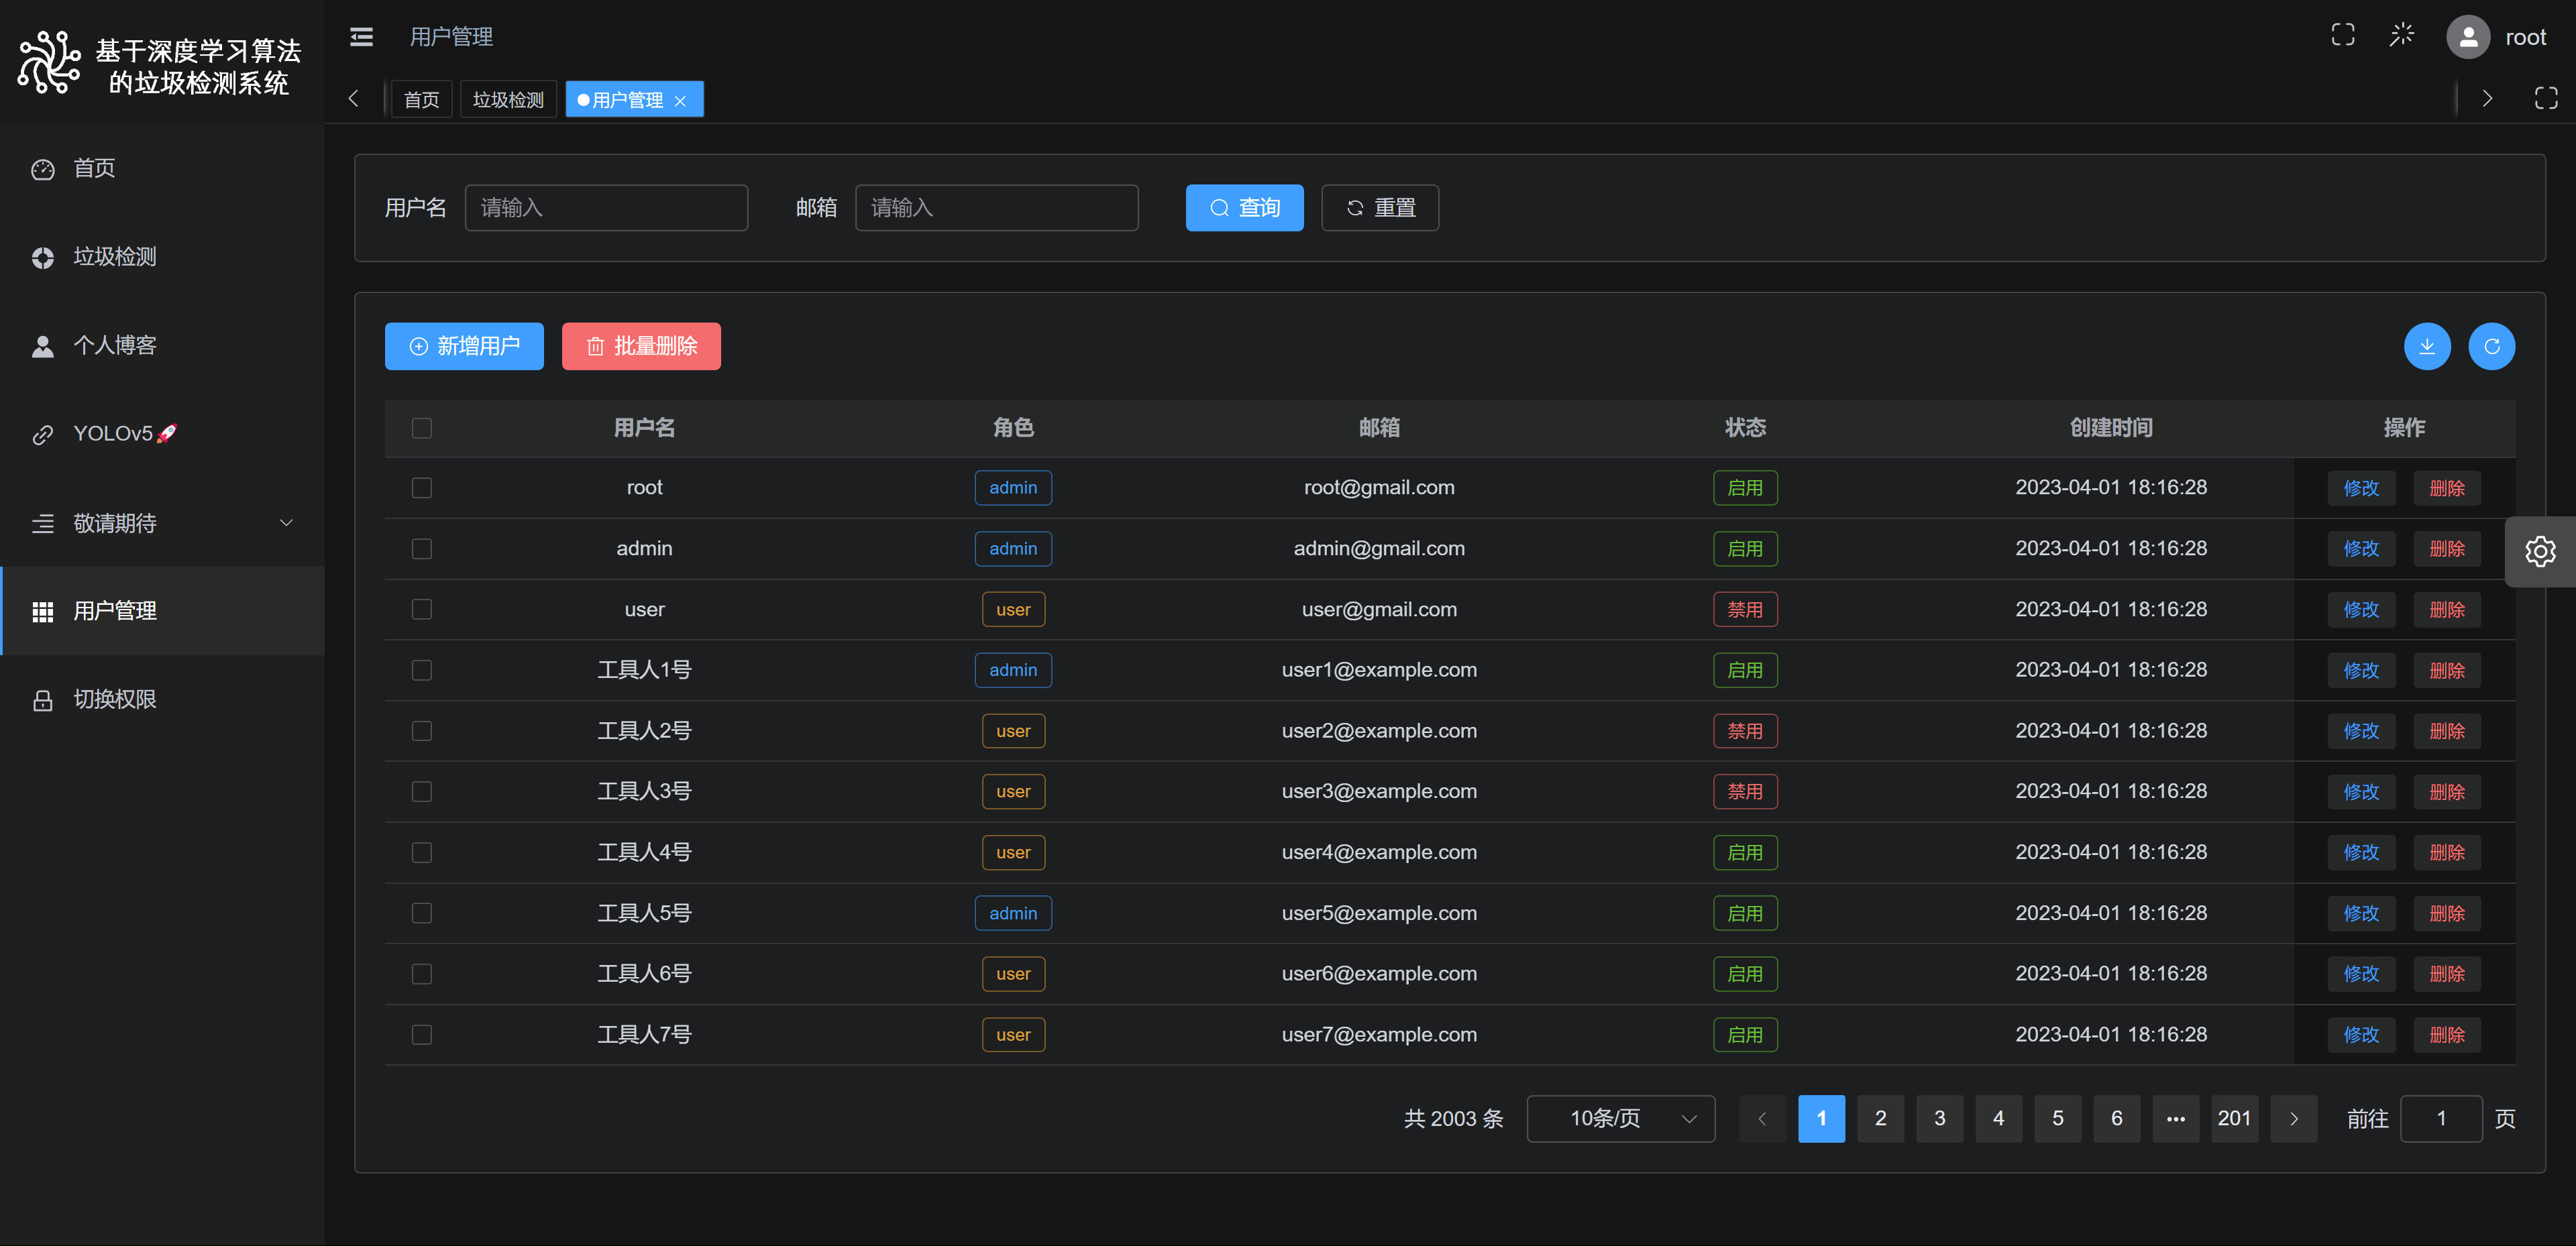 基于深度学习算法
的垃圾检测系统
用户管理
root
首页 垃圾检测 用户管理
首页
垃圾检测
个人博客
YOLOv5🚀
敬请期待
用户管理
切换权限
用户名 请输入 邮箱 请输入 查询 重置
新增用户 批量删除
用户名 角色 邮箱 状态 创建时间 操作
root admin root@gmail.com 启用 2023-04-01 18:16:28 修改 删除
admin admin admin@gmail.com 启用 2023-04-01 18:16:28 修改 删除
user user user@gmail.com 禁用 2023-04-01 18:16:28 修改 删除
工具人1号 admin user1@example.com 启用 2023-04-01 18:16:28 修改 删除
工具人2号 user user2@example.com 禁用 2023-04-01 18:16:28 修改 删除
工具人3号 user user3@example.com 禁用 2023-04-01 18:16:28 修改 删除
工具人4号 user user4@example.com 启用 2023-04-01 18:16:28 修改 删除
工具人5号 admin user5@example.com 启用 2023-04-01 18:16:28 修改 删除
工具人6号 user user6@example.com 启用 2023-04-01 18:16:28 修改 删除
工具人7号 user user7@example.com 启用 2023-04-01 18:16:28 修改 删除
共 2003 条 10条/页 1 2 3 4 5 6 ••• 201 前往 1 页